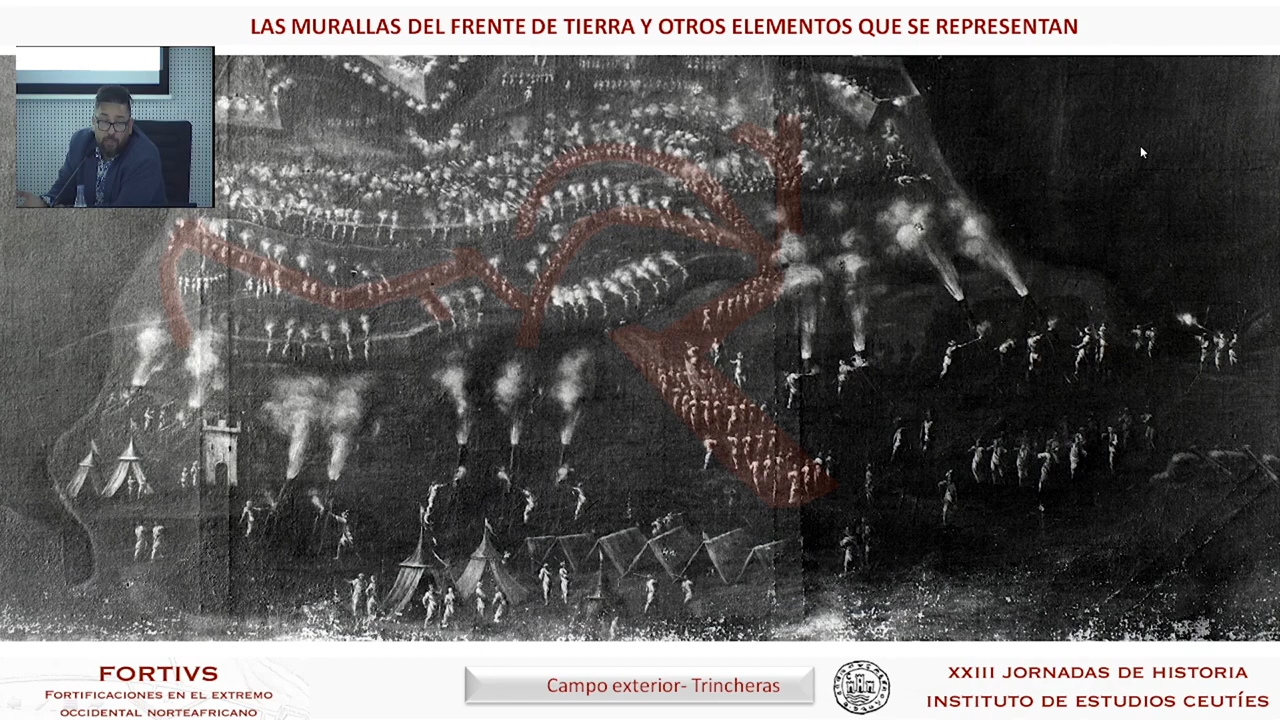 LAS MURALLAS DEL FRENTE DE TIERRA Y OTROS ELEMENTOS QUE SE REPRESENTAN
FORTIVS
FORTIFICACIONES EN EL EXTREMO
OCCIDENTAL NORTEAFRICANO
Campo exterior- Trincheras
XXIII JORNADAS DE HISTORIA
INSTITUTO DE ESTUDIOS CEUTÍES